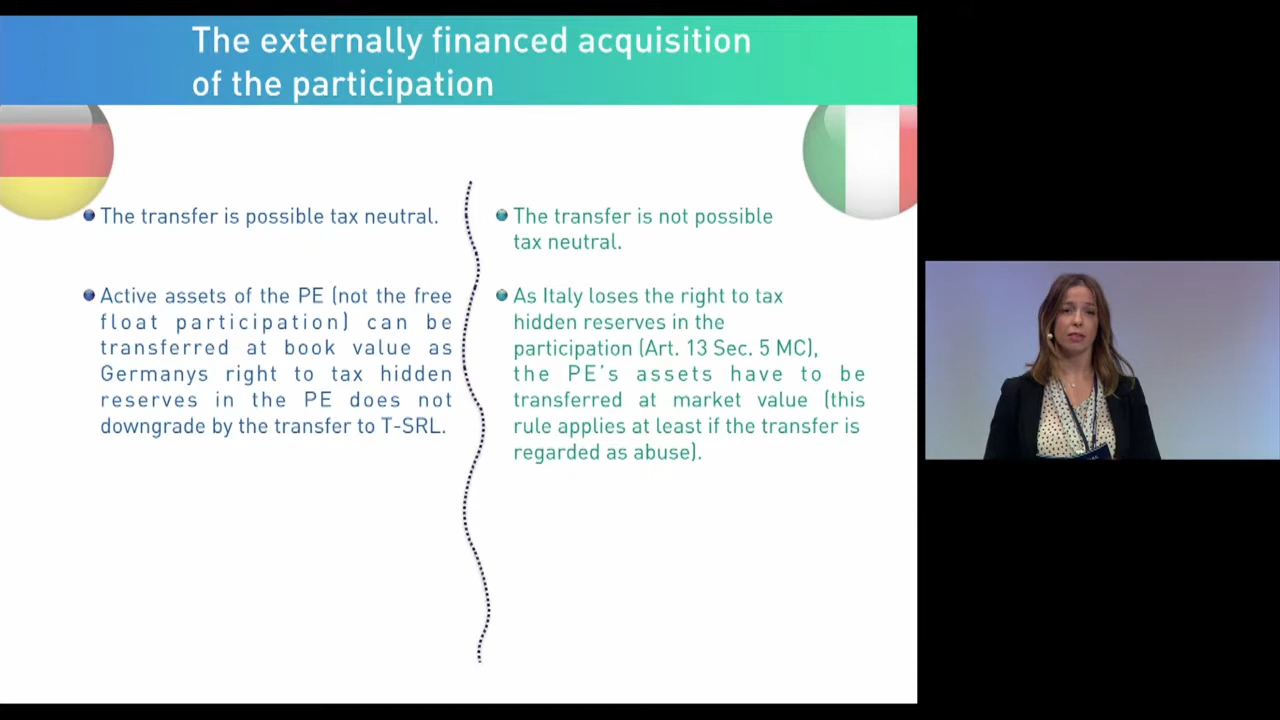 The externally financed acquisition
of the participation
The transfer is possible tax neutral.
Active assets of the PE (not the free
float participation) can be
transferred at book value as
Germanys right to tax hidden
reserves in the PE does not
downgrade by the transfer to T-SRL.
The transfer is not possible
tax neutral.
As Italy loses the right to tax
hidden reserves in the
participation (Art. 13 Sec. 5 MC),
the PE's assets have to be
transferred at market value (this
rule applies at least if the transfer is
regarded as abuse).